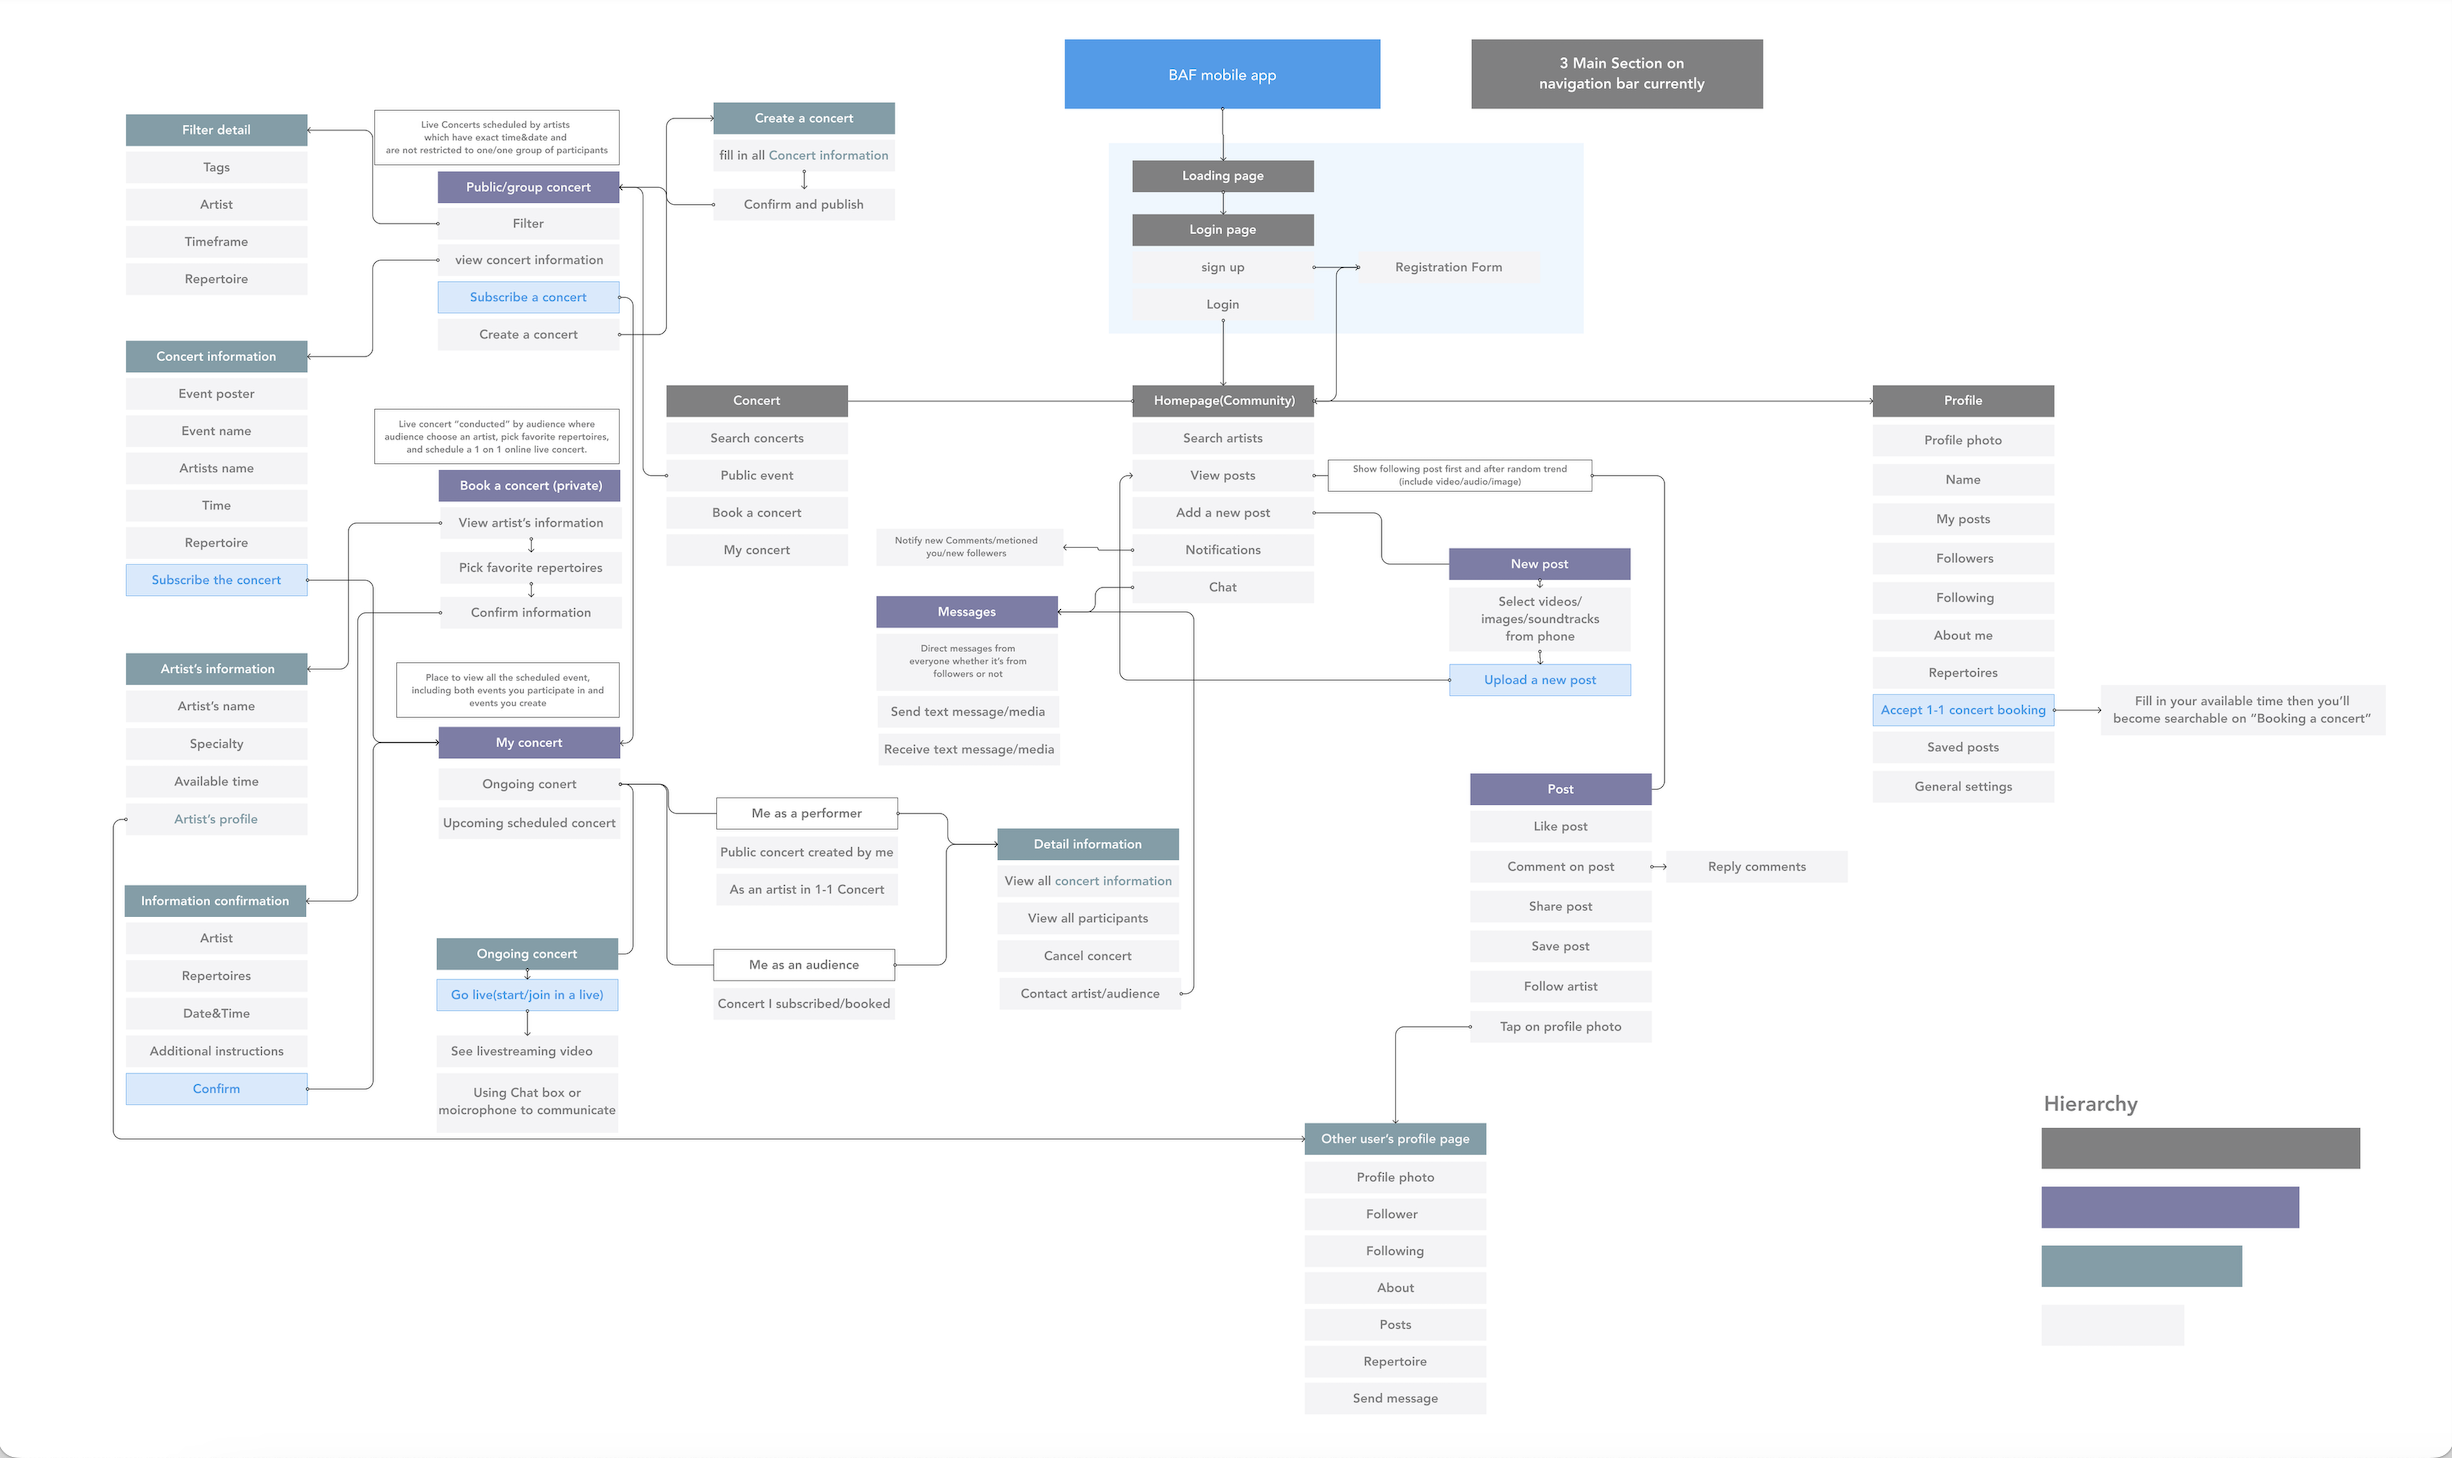 BAF mobile app
3 Main Section on
navigation bar currently
Filter detail
Tags
Artist
Timeframe
Repertoire
Live Concerts scheduled by artists
which have exact time&date and
are not restricted to one/one group of participants
Public/group concert
Filter
view concert information
Subscribe a concert
Create a concert
Create a concert
fill in all Concert information
Confirm and publish
Loading page
Login page
sign up
Login
Registration Form
Concert information
Event poster
Event name
Artists name
Time
Repertoire
Subscribe the concert
Live concert “conducted” by audience where
audience choose an artist, pick favorite repertoires,
and schedule a 1 on 1 online live concert.
Book a concert (private)
View artist’s information
Pick favorite repertoires
Confirm information
Concert
Search concerts
Public event
Book a concert
My concert
Homepage(Community)
Search artists
View posts
Add a new post
Notifications
Chat
Show following post first and after random trend
(include video/audio/image)
Notify new Comments/metioned
you/new follewers
Messages
Direct messages from
everyone whether it’s from
followers or not
Send text message/media
Receive text message/media
New post
Select videos/
images/soundtracks
from phone
Upload a new post
Profile
Profile photo
Name
My posts
Followers
Following
About me
Repertoires
Accept 1-1 concert booking
Saved posts
General settings
Fill in your available time then you’ll
become searchable on “Booking a concert”
Artist’s information
Artist’s name
Specialty
Available time
Artist’s profile
Place to view all the scheduled event,
including both events you participate in and
events you create
My concert
Ongoing conert
Upcoming scheduled concert
Me as a performer
Public concert created by me
As an artist in 1-1 Concert
Me as an audience
Concert I subscribed/booked
Detail information
View all concert information
View all participants
Cancel concert
Contact artist/audience
Post
Like post
Comment on post
Reply comments
Share post
Save post
Follow artist
Tap on profile photo
Information confirmation
Artist
Repertoires
Date&Time
Additional instructions
Confirm
Ongoing concert
Go live(start/join in a live)
See livestreaming video
Using Chat box or
moicrophone to communicate
Other user’s profile page
Profile photo
Follower
Following
About
Posts
Repertoire
Send message
Hierarchy